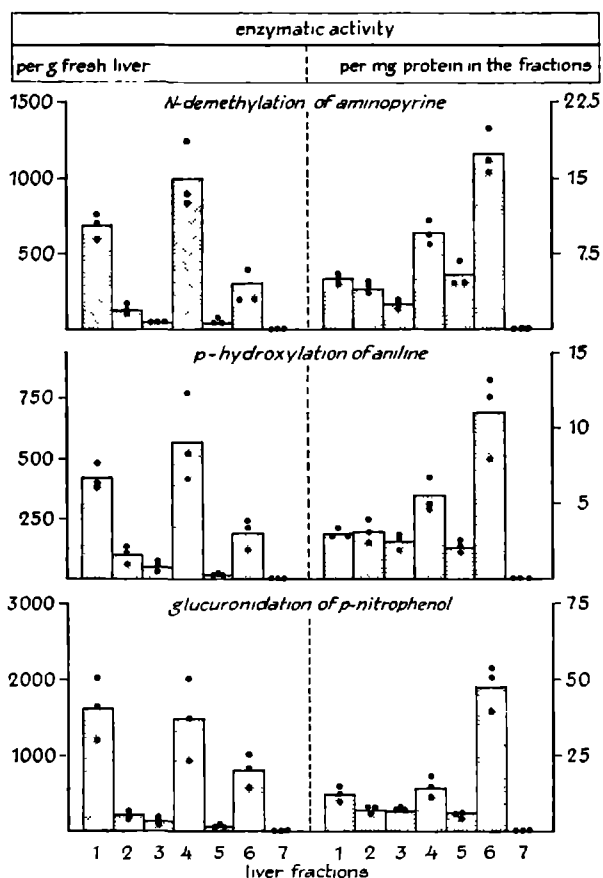 enzymatic activity
per g fresh liver per mg protein in the fractions
N-demethylation of aminopyrine
1500 22.5
1000 15
500 7.5
p-hydroxylation of aniline
15
750
10
500
5
250
glucuronidation of p-nitrophenol
3000 75
2000 50
1000 25
1 2 3 4 5 6 7 1 2 3 4 5 6 7
liver fractions